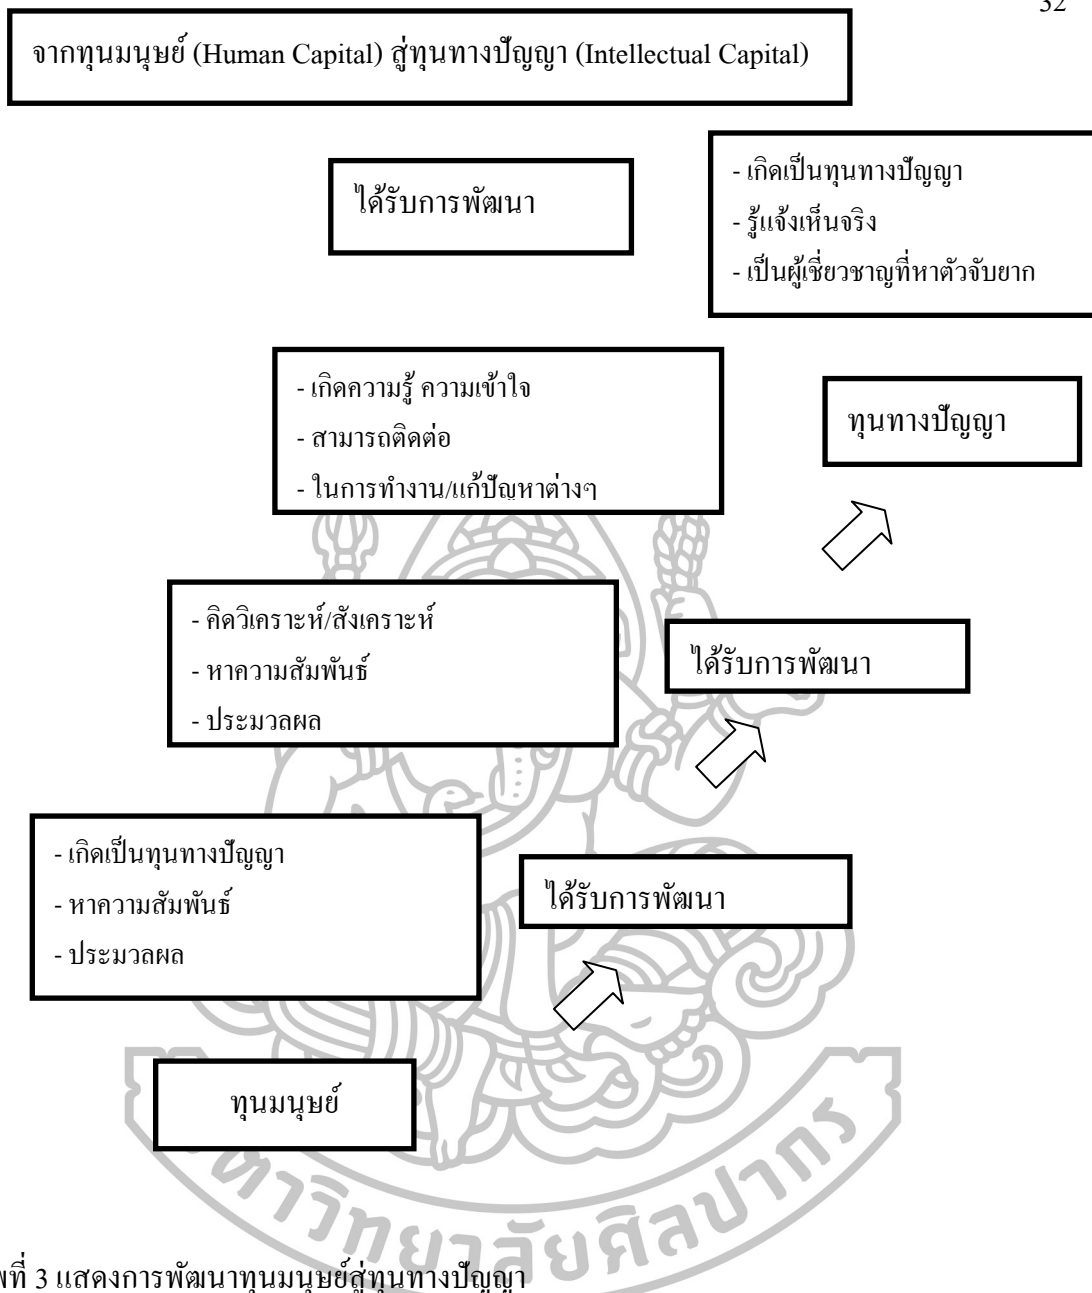 32
จากทุนมนุษย์ (Human Capital) สู่ทุนทางปัญญา (Intellectual Capital)
ได้รับการพัฒนา
- เกิดเป็นทุนทางปัญญา
- รู้แจ้งเห็นจริง
- เป็นผู้เชี่ยวชาญที่หาตัวจับยาก
- เกิดความรู้ ความเข้าใจ
- สามารถติดต่อ
- ในการทำงาน/แก้ปัญหาต่างๆ
ทุนทางปัญญา
- คิดวิเคราะห์/สังเคราะห์
- หาความสัมพันธ์
- ประมวลผล
ได้รับการพัฒนา
- เกิดเป็นทุนทางปัญญา
- หาความสัมพันธ์
- ประมวลผล
ได้รับการพัฒนา
ทุนมนุษย์
วิทยาลัยศิลปากร
ที่ 3 แสดงการพัฒนาทุนมนุษย์สู่ทุนทางปัญญา